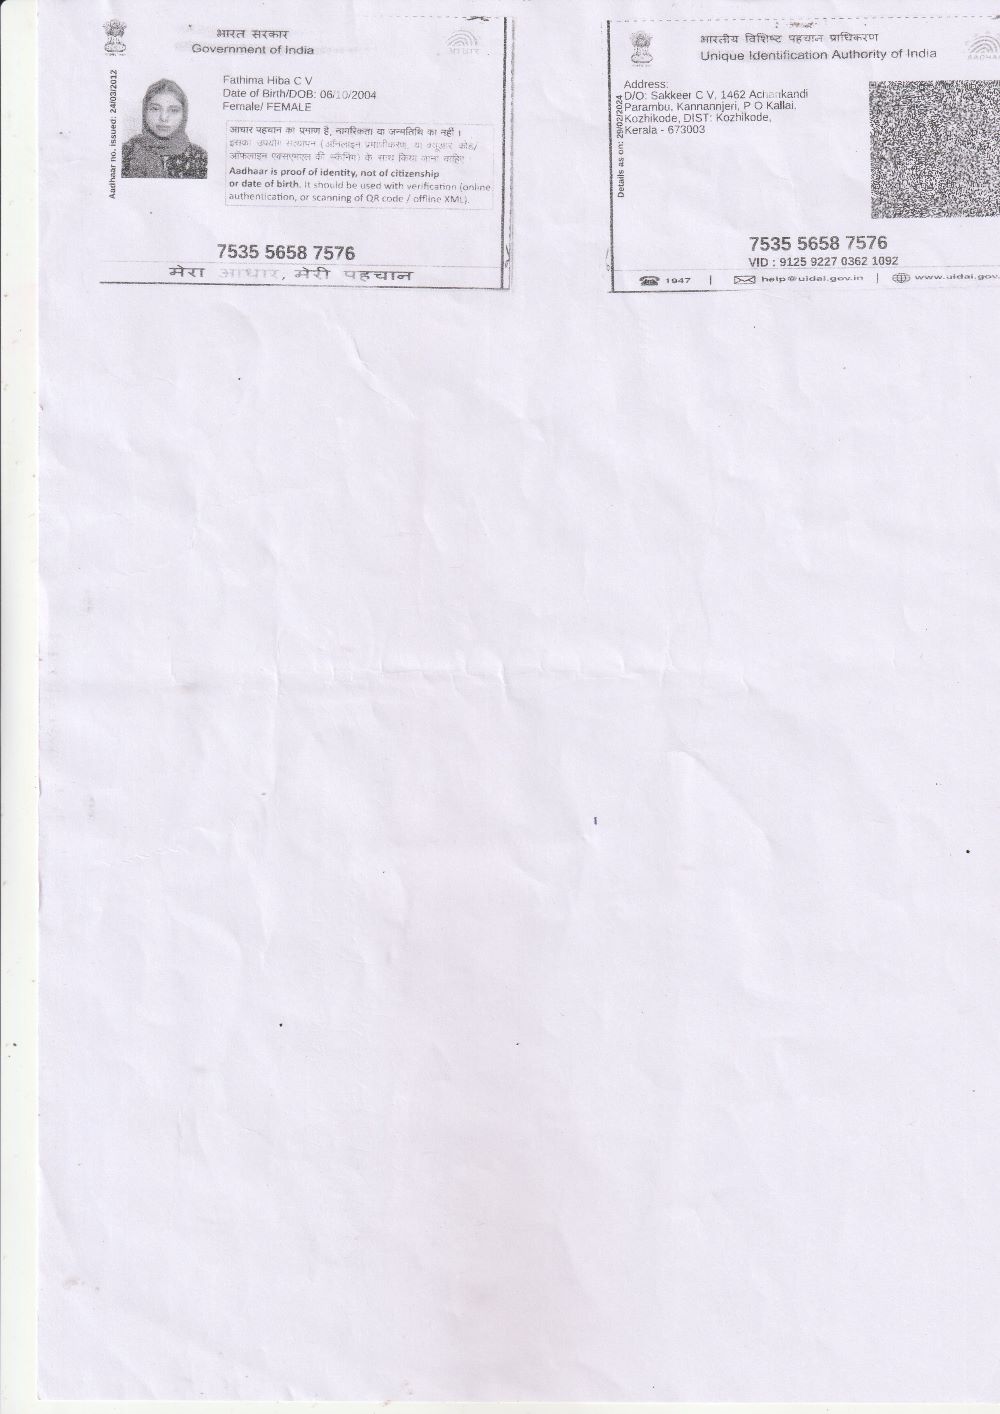 भारत सरकार
Government of India
Aadhaar no. issued: 24/03/2012
Fathima Hiba C V
Date of Birth/DOB: 06/10/2004
Female/ FEMALE
आधार पहचान का प्रमाण है, नागरिकता या जन्मतिथि का नहीं ।
इसका उपयोग सत्यापन (ऑनलाइन प्रमाणीकरण, या क्यूआर कोड/
ऑफलाइन एक्सएमएल की स्कैनिंग) के साथ किया जाना चाहिए
Aadhaar is proof of identity, not of citizenship
or date of birth. It should be used with verification (online
authentication, or scanning of QR code / offline XML).
7535 5658 7576
मेरा आधार, मेरी पहचान
भारतीय विशिष्ट पहचान प्राधिकरण
Unique Identification Authority of India
Details as on: 29/02/2024
Address:
D/O: Sakkeer C V, 1462 Acharikandi
Parambu, Kannannjeri, P O Kallai,
Kozhikode, DIST: Kozhikode,
Kerala - 673003
7535 5658 7576
VID : 9125 9227 0362 1092
1947 | help@uidai.gov.in | www.uidai.gov.